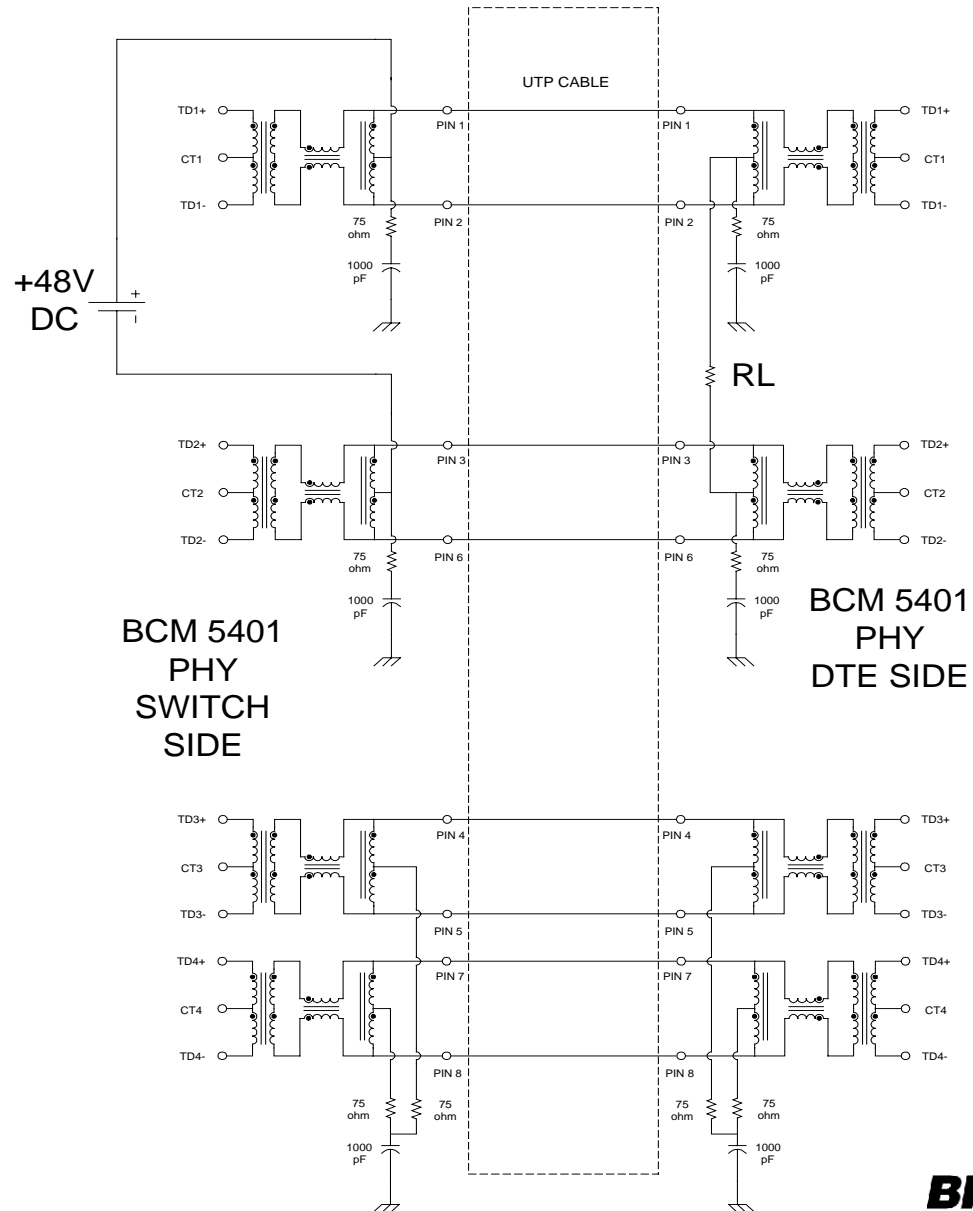 UTP CABLE
TD1+
PIN 1
PIN 1
TD1+
CT1
CT1
TD1-
PIN 2
PIN 2
TD1-
75
ohm
75
ohm
1000
pF
1000
pF
+48V
DC
+
-
RL
TD2+
PIN 3
PIN 3
TD2+
CT2
CT2
TD2-
PIN 6
PIN 6
TD2-
75
ohm
75
ohm
1000
pF
1000
pF
BCM 5401
PHY
SWITCH
SIDE
BCM 5401
PHY
DTE SIDE
TD3+
PIN 4
PIN 4
TD3+
CT3
CT3
TD3-
PIN 5
PIN 5
TD3-
TD4+
PIN 7
PIN 7
TD4+
CT4
CT4
TD4-
PIN 8
PIN 8
TD4-
75
ohm
75
ohm
75
ohm
75
ohm
1000
pF
1000
pF